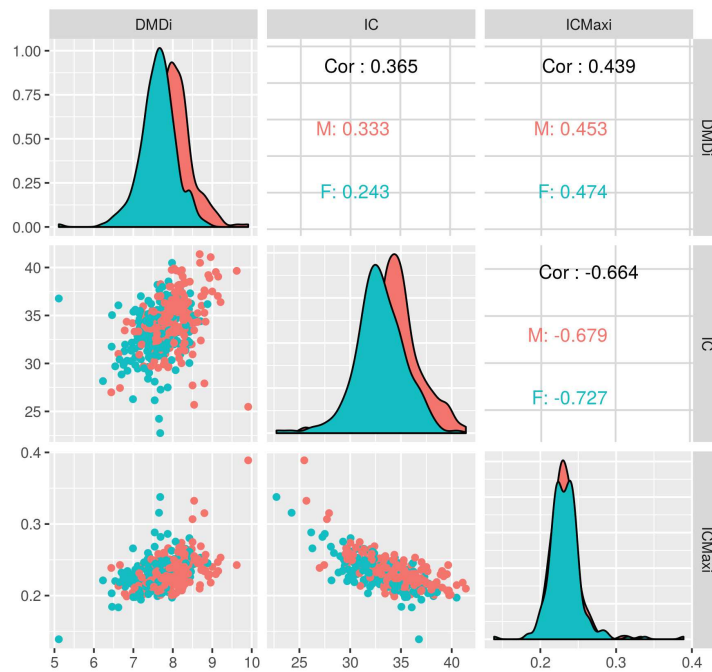 DMDi
IC
ICMaxi
1.00
0.75
0.50
0.25
0.00
Cor : 0.365
M: 0.333
F: 0.243
Cor : 0.439
M: 0.453
F: 0.474
DMDi
40
35
30
25
Cor : -0.664
M: -0.679
F: -0.727
IC
0.4
0.3
0.2
ICMaxi
5 6 7 8 9 10
25 30 35 40
0.2 0.3 0.4